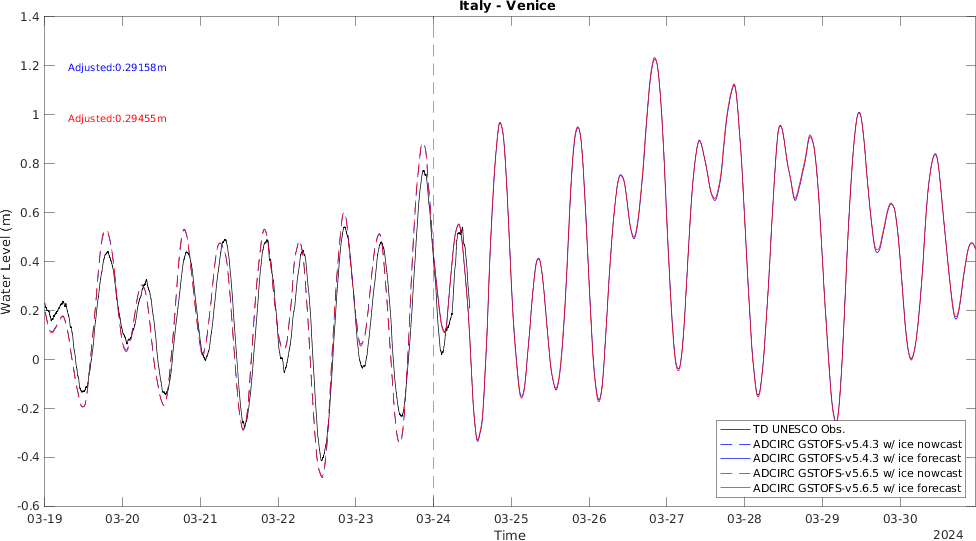 Italy - Venice
1.4
1.2
1
0.8
0.6
0.4
0.2
0
-0.2
-0.4
-0.6
Water Level (m)
Adjusted:0.29158m
Adjusted:0.29455m
TD UNESCO Obs.
ADCIRC GSTOFS-v5.4.3 w/ ice nowcast
ADCIRC GSTOFS-v5.4.3 w/ ice forecast
ADCIRC GSTOFS-v5.6.5 w/ ice nowcast
ADCIRC GSTOFS-v5.6.5 w/ ice forecast
03-19 03-20 03-21 03-22 03-23 03-24 03-25 03-26 03-27 03-28 03-29 03-30
Time
2024